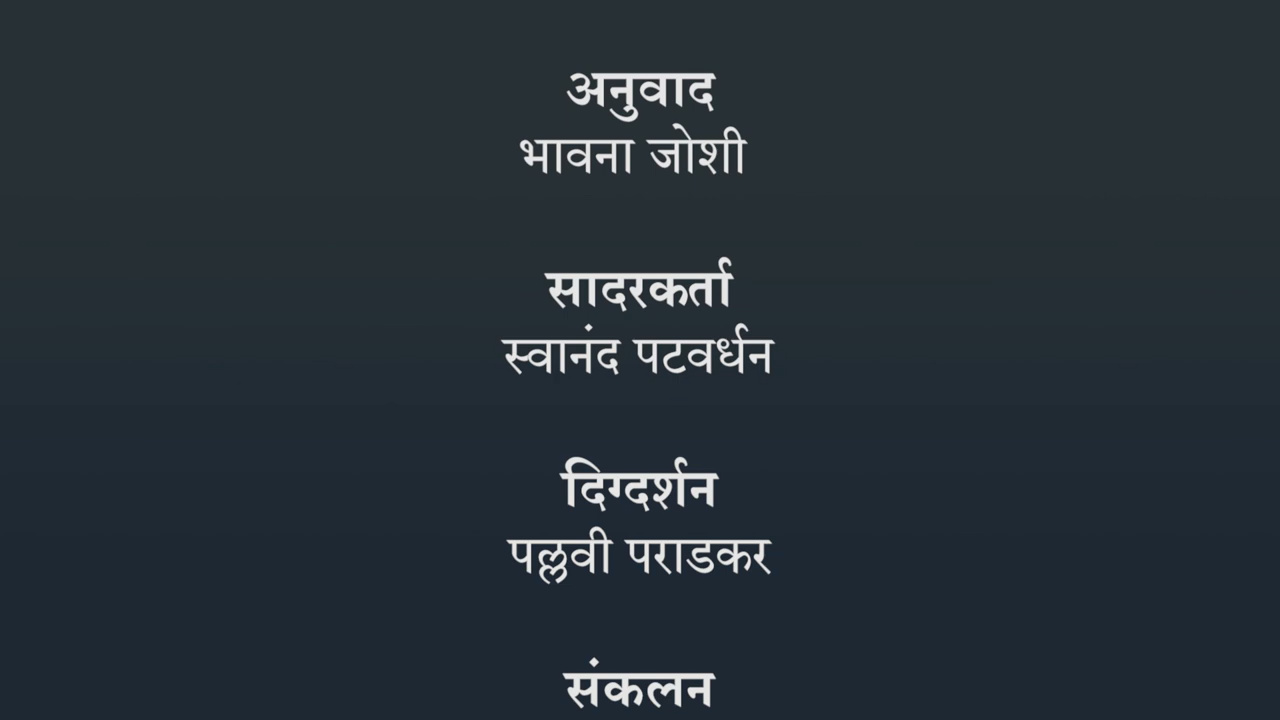 अनुवाद
भावना जोशी
सादरकर्ता
स्वानंद पटवर्धन
दिग्दर्शन
पल्लवी पराडकर
संकलन